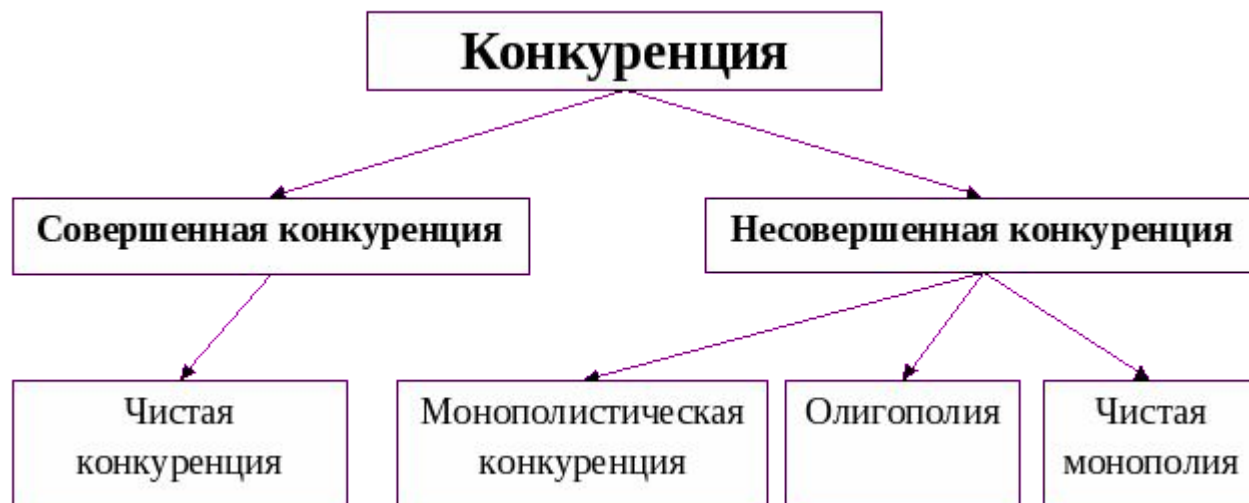 Конкуренция
Совершенная конкуренция
Несовершенная конкуренция
Чистая
конкуренция
Монополистическая
конкуренция
Олигополия
Чистая
монополия